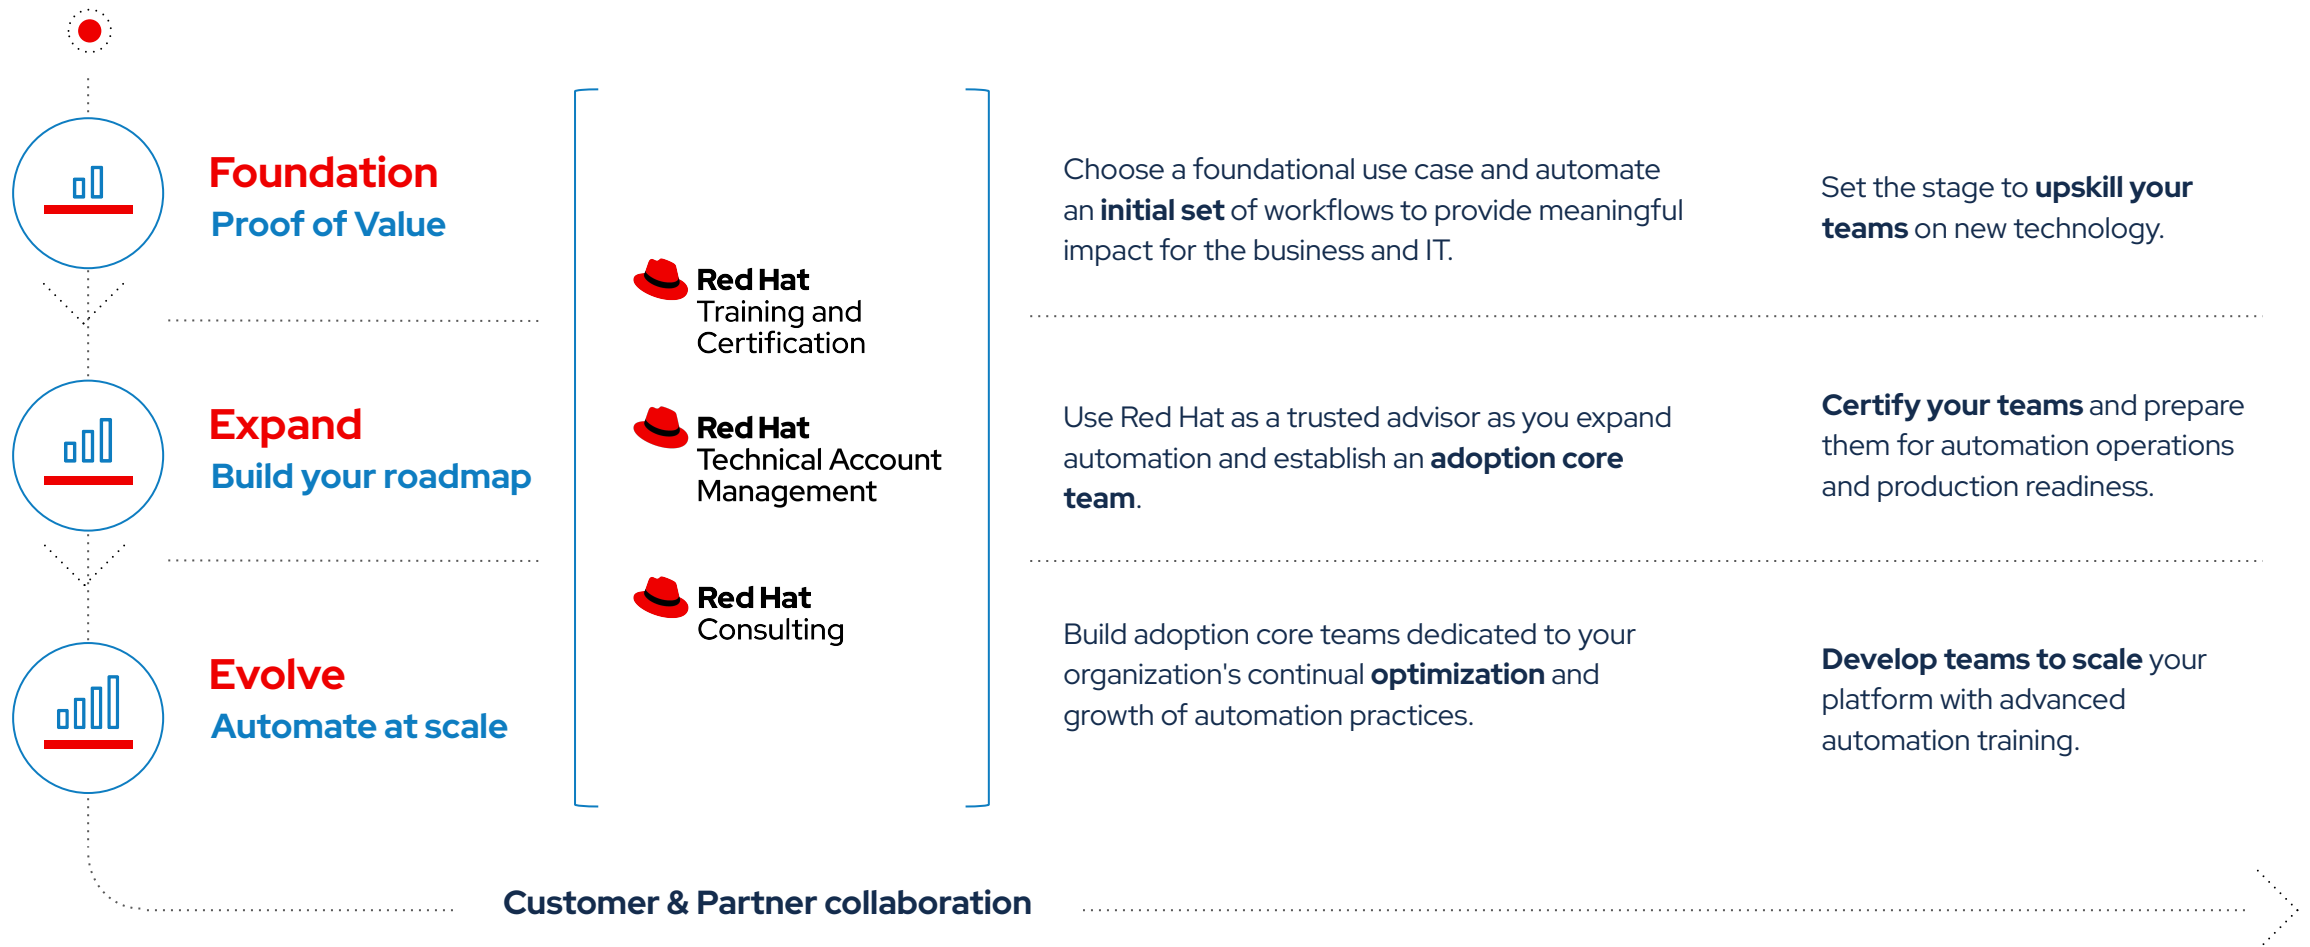 Foundation
Proof of Value
Expand
Build your roadmap
Evolve
Automate at scale
Red Hat
Training and
Certification
Red Hat
Technical Account
Management
Red Hat
Consulting
Choose a foundational use case and automate
an initial set of workflows to provide meaningful
impact for the business and IT.
Set the stage to upskill your
teams on new technology.
Use Red Hat as a trusted advisor as you expand
automation and establish an adoption core
team.
Certify your teams and prepare
them for automation operations
and production readiness.
Build adoption core teams dedicated to your
organization's continual optimization and
growth of automation practices.
Develop teams to scale your
platform with advanced
automation training.
Customer & Partner collaboration